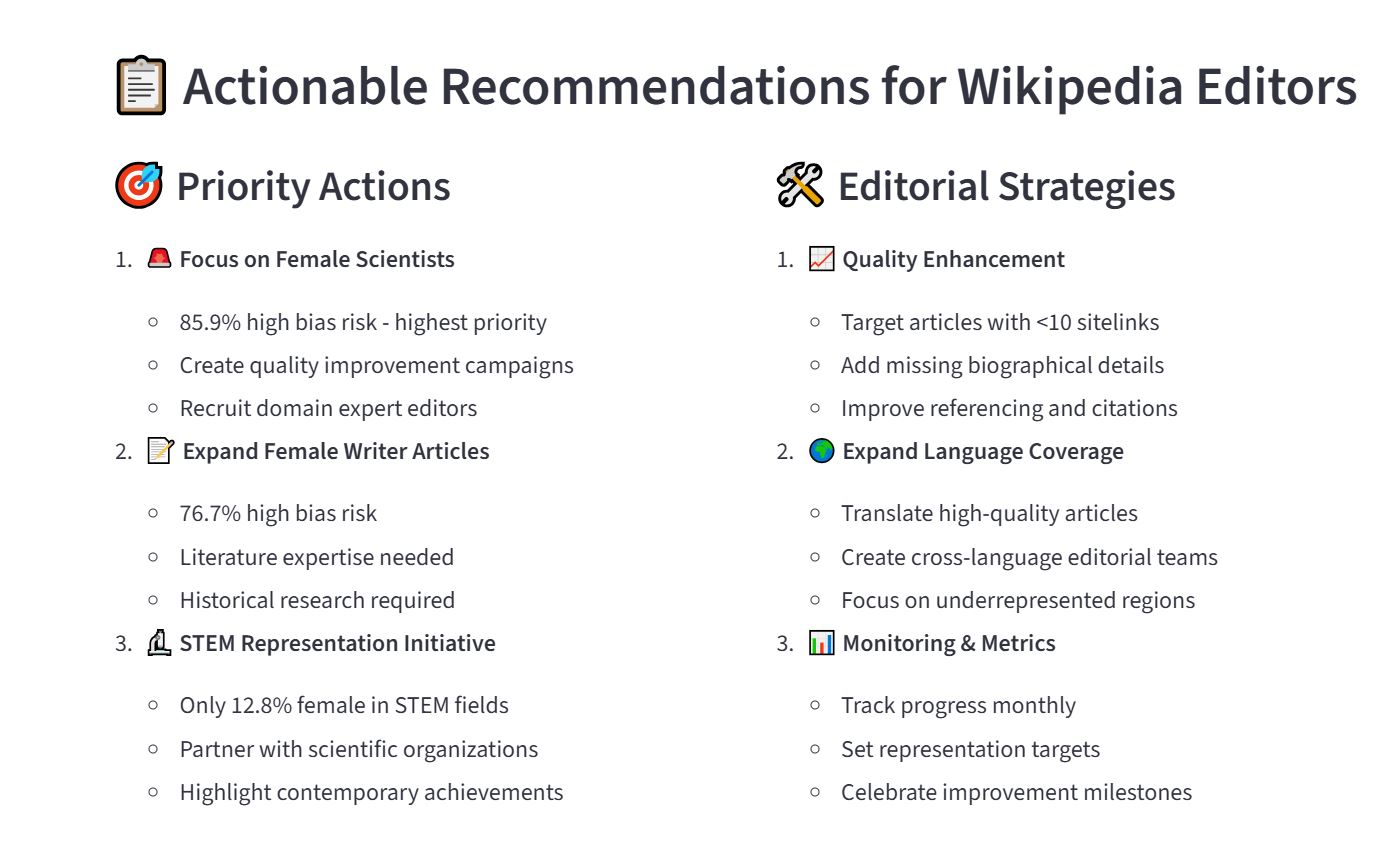 Actionable Recommendations for Wikipedia Editors
Priority Actions
1. Focus on Female Scientists
○ 85.9% high bias risk - highest priority
○ Create quality improvement campaigns
○ Recruit domain expert editors
2. Expand Female Writer Articles
○ 76.7% high bias risk
○ Literature expertise needed
○ Historical research required
3. STEM Representation Initiative
○ Only 12.8% female in STEM fields
○ Partner with scientific organizations
○ Highlight contemporary achievements
Editorial Strategies
1. Quality Enhancement
○ Target articles with <10 sitelinks
○ Add missing biographical details
○ Improve referencing and citations
2. Expand Language Coverage
○ Translate high-quality articles
○ Create cross-language editorial teams
○ Focus on underrepresented regions
3. Monitoring & Metrics
○ Track progress monthly
○ Set representation targets
○ Celebrate improvement milestones